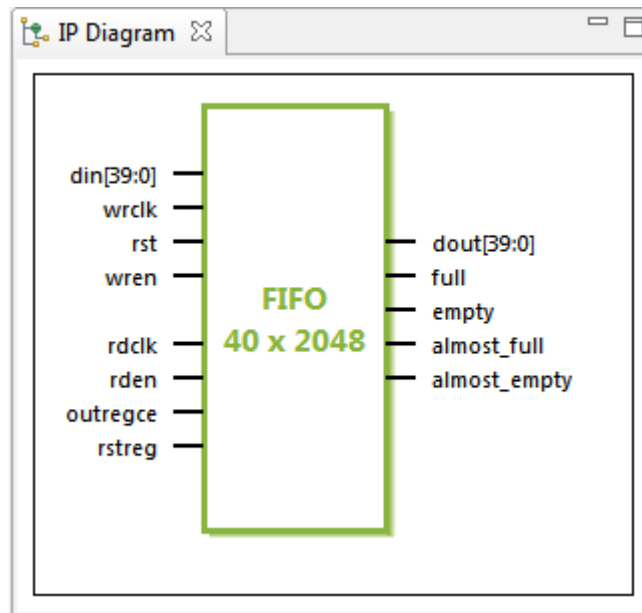 IP Diagram
din[39:0]
wrclk
rst
wren
rdclk
rden
outregce
rstreg
FIFO
40 x 2048
dout[39:0]
full
empty
almost_full
almost_empty